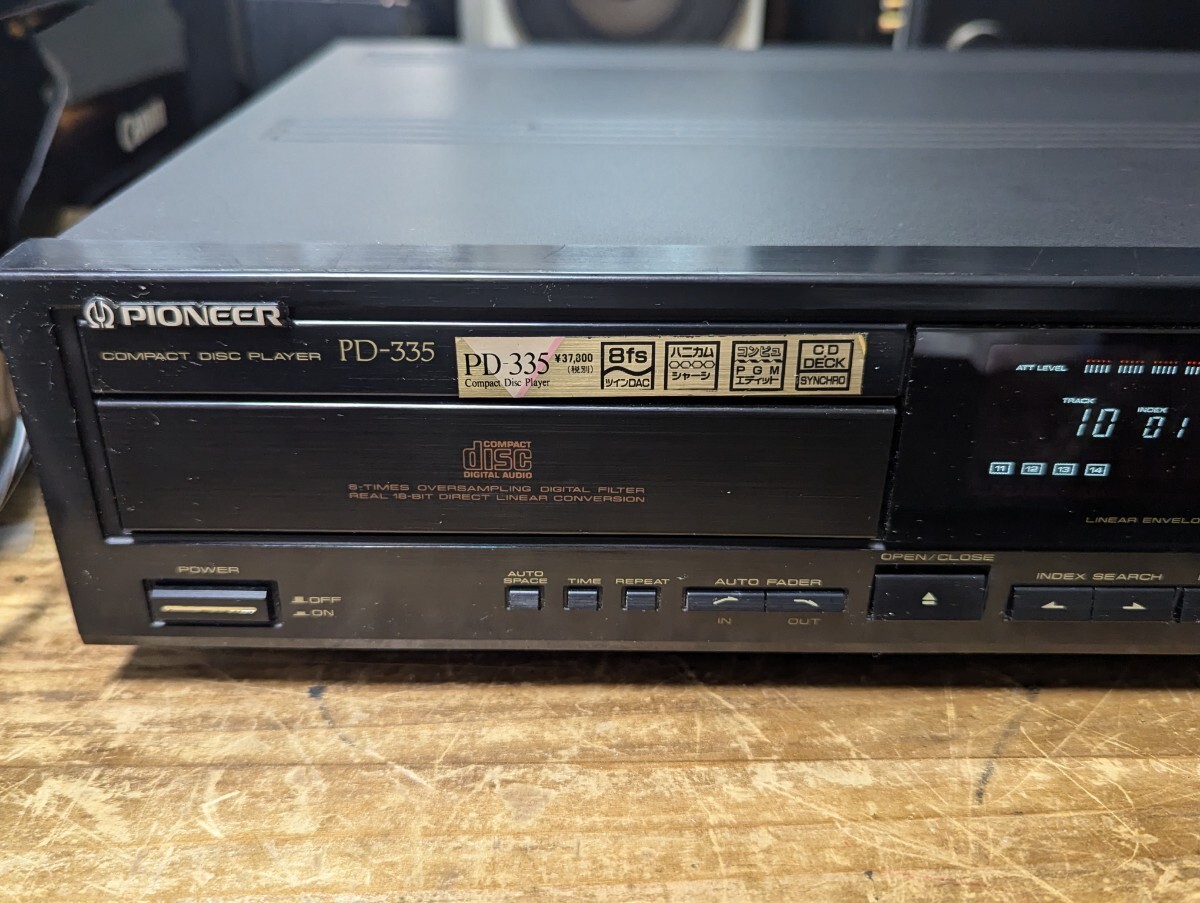 Canon
PIONEER
COMPACT DISC PLAYER PD-335
PD-335 ¥37,800 (税別)
Compact Disc Player
8fs
ツインDAC
ハニカム
シャーシ
コンピュ
PGM
エディット
CD
DECK
SYNCHRO
ATT LEVEL
TRACK INDEX
10 01
11 12 13 14
COMPACT
disc
DIGITAL AUDIO
8-TIMES OVERSAMPLING DIGITAL FILTER
REAL 18-BIT DIRECT LINEAR CONVERSION
LINEAR ENVELO
POWER
OFF
ON
AUTO SPACE
TIME
REPEAT
AUTO FADER
IN OUT
OPEN/CLOSE
INDEX SEARCH